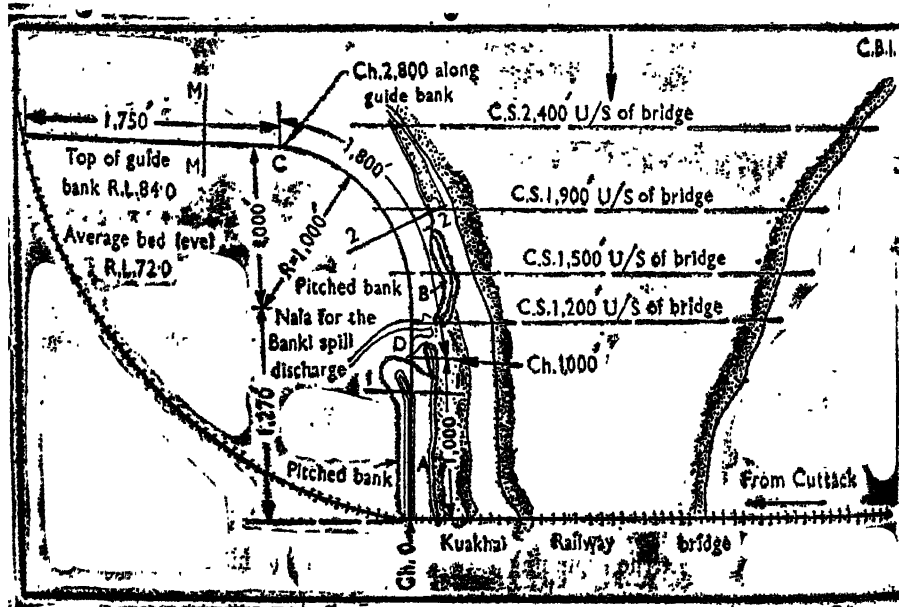 C.B.I.
M
Ch.2,800 along
guide bank
1,750'
C.S.2,400' U/S of bridge
1,800'
M
C
Top of guide
bank R.L.84·0
C.S.1,900' U/S of bridge
1,000'
2
2
Average bed level
R.L.72·0
R=1,000'
C.S.1,500' U/S of bridge
Pitched bank
B
C.S.1,200' U/S of bridge
Nala for the
Banki spill
discharge
D
Ch.1,000'
1
1
1,270'
1,000'
Pitched bank
A
From Cuttack
Ch. 0
Kuakhai Railway bridge